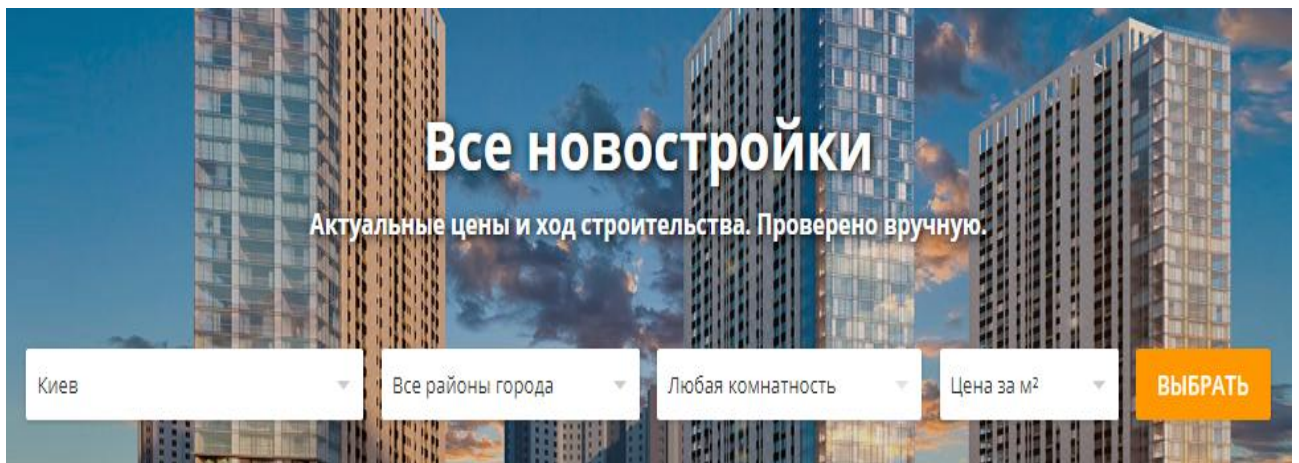 Все новостройки
Актуальные цены и ход строительства. Проверено вручную.
Киев
Все районы города
Любая комнатность
Цена за м²
ВЫБРАТЬ